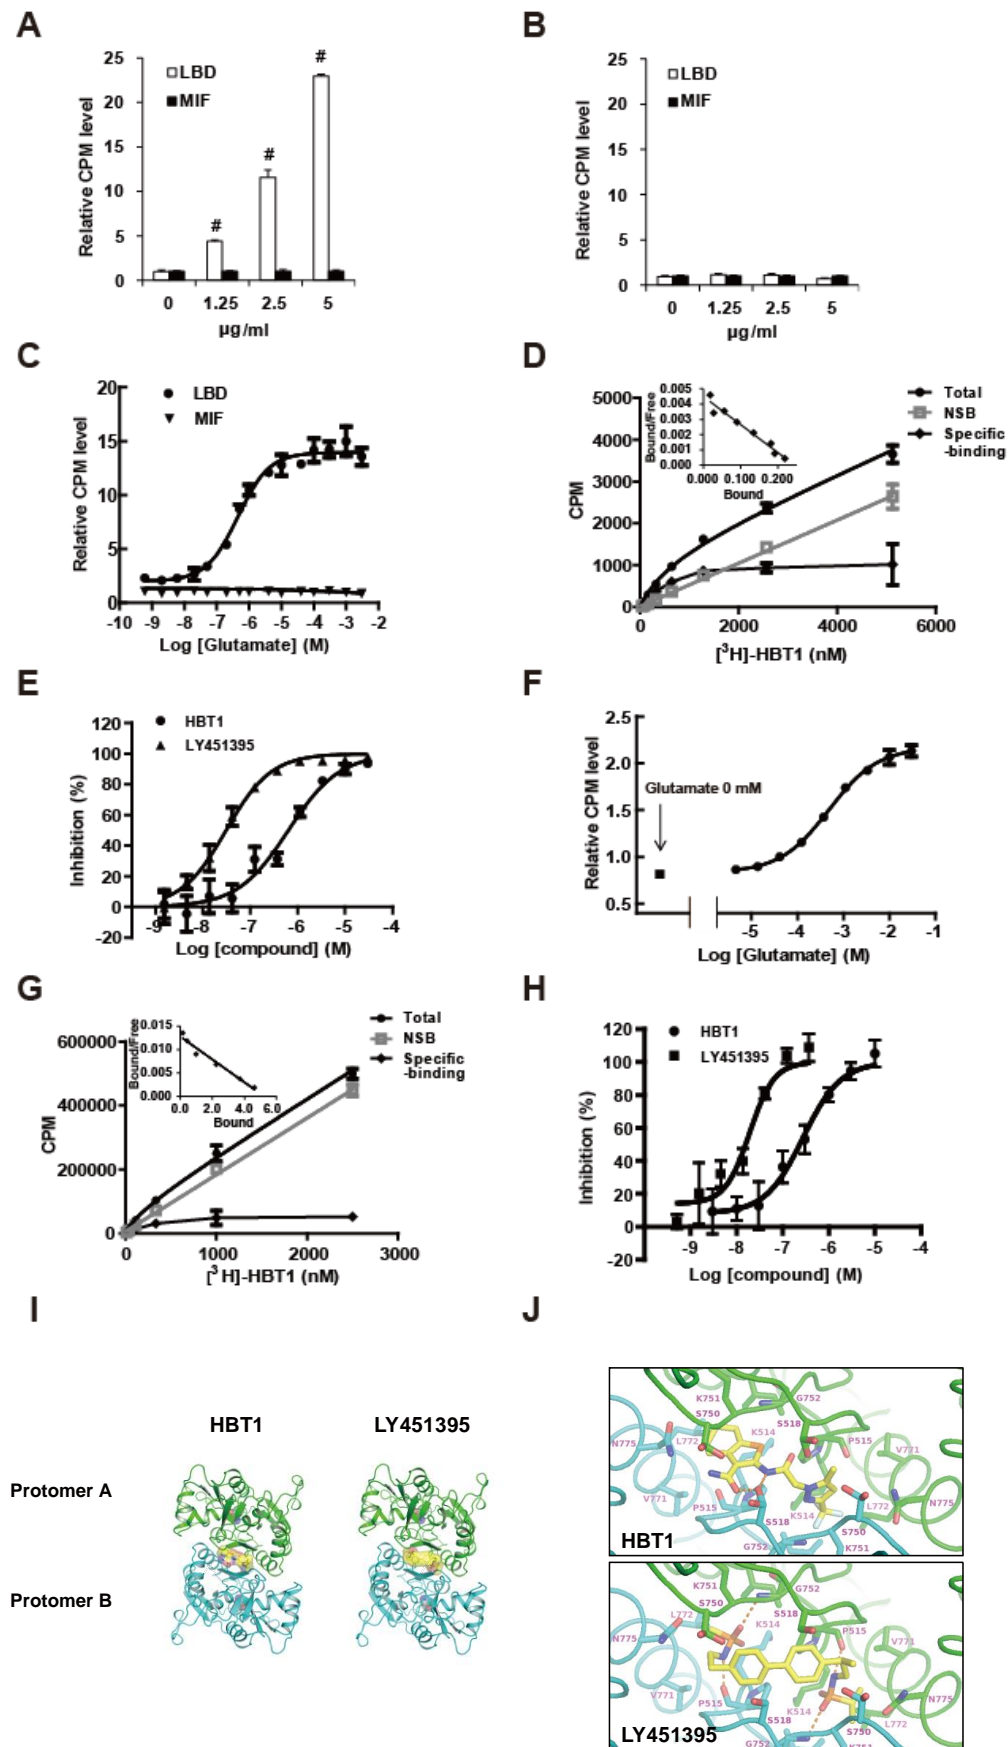 A
25
20
15
10
5
0
Relative CPM level
LBD
MIF
#
#
#
0 1.25 2.5 5
µg/ml
B
25
20
15
10
5
0
Relative CPM level
LBD
MIF
0 1.25 2.5 5
µg/ml
C
20
15
10
5
0
Relative CPM level
LBD
MIF
-10 -9 -8 -7 -6 -5 -4 -3 -2
Log [Glutamate] (M)
D
5000
4000
3000
2000
1000
0
CPM
0.005
0.004
0.003
0.002
0.001
0.000
Bound/Free
0.000 0.100 0.200
Bound
Total
NSB
Specific
-binding
0 2000 4000 6000
[³H]-HBT1 (nM)
E
120
100
80
60
40
20
0
-20
Inhibition (%)
HBT1
LY451395
-9 -8 -7 -6 -5 -4
Log [compound] (M)
F
2.5
2.0
1.5
1.0
0.5
Relative CPM level
Glutamate 0 mM
-5 -4 -3 -2 -1
Log [Glutamate] (M)
G
600000
400000
200000
0
CPM
0.015
0.010
0.005
0.000
Bound/Free
0.0 2.0 4.0 6.0
Bound
Total
NSB
Specific
-binding
0 1000 2000 3000
[³H]-HBT1 (nM)
H
120
100
80
60
40
20
0
-20
Inhibition (%)
HBT1
LY451395
-9 -8 -7 -6 -5 -4
Log [compound] (M)
I
HBT1 LY451395
Protomer A
Protomer B
J
K751 G752
S750 S518
N775 L772 K514 P515 V771
V771 L772 N775
P515 K514
S518 S750
G752 K751
HBT1
K751 G752
S750 S518
L772 K514 P515
N775 V771
V771 N775
P515 K514 L772
S518 S750
G752 K751
LY451395